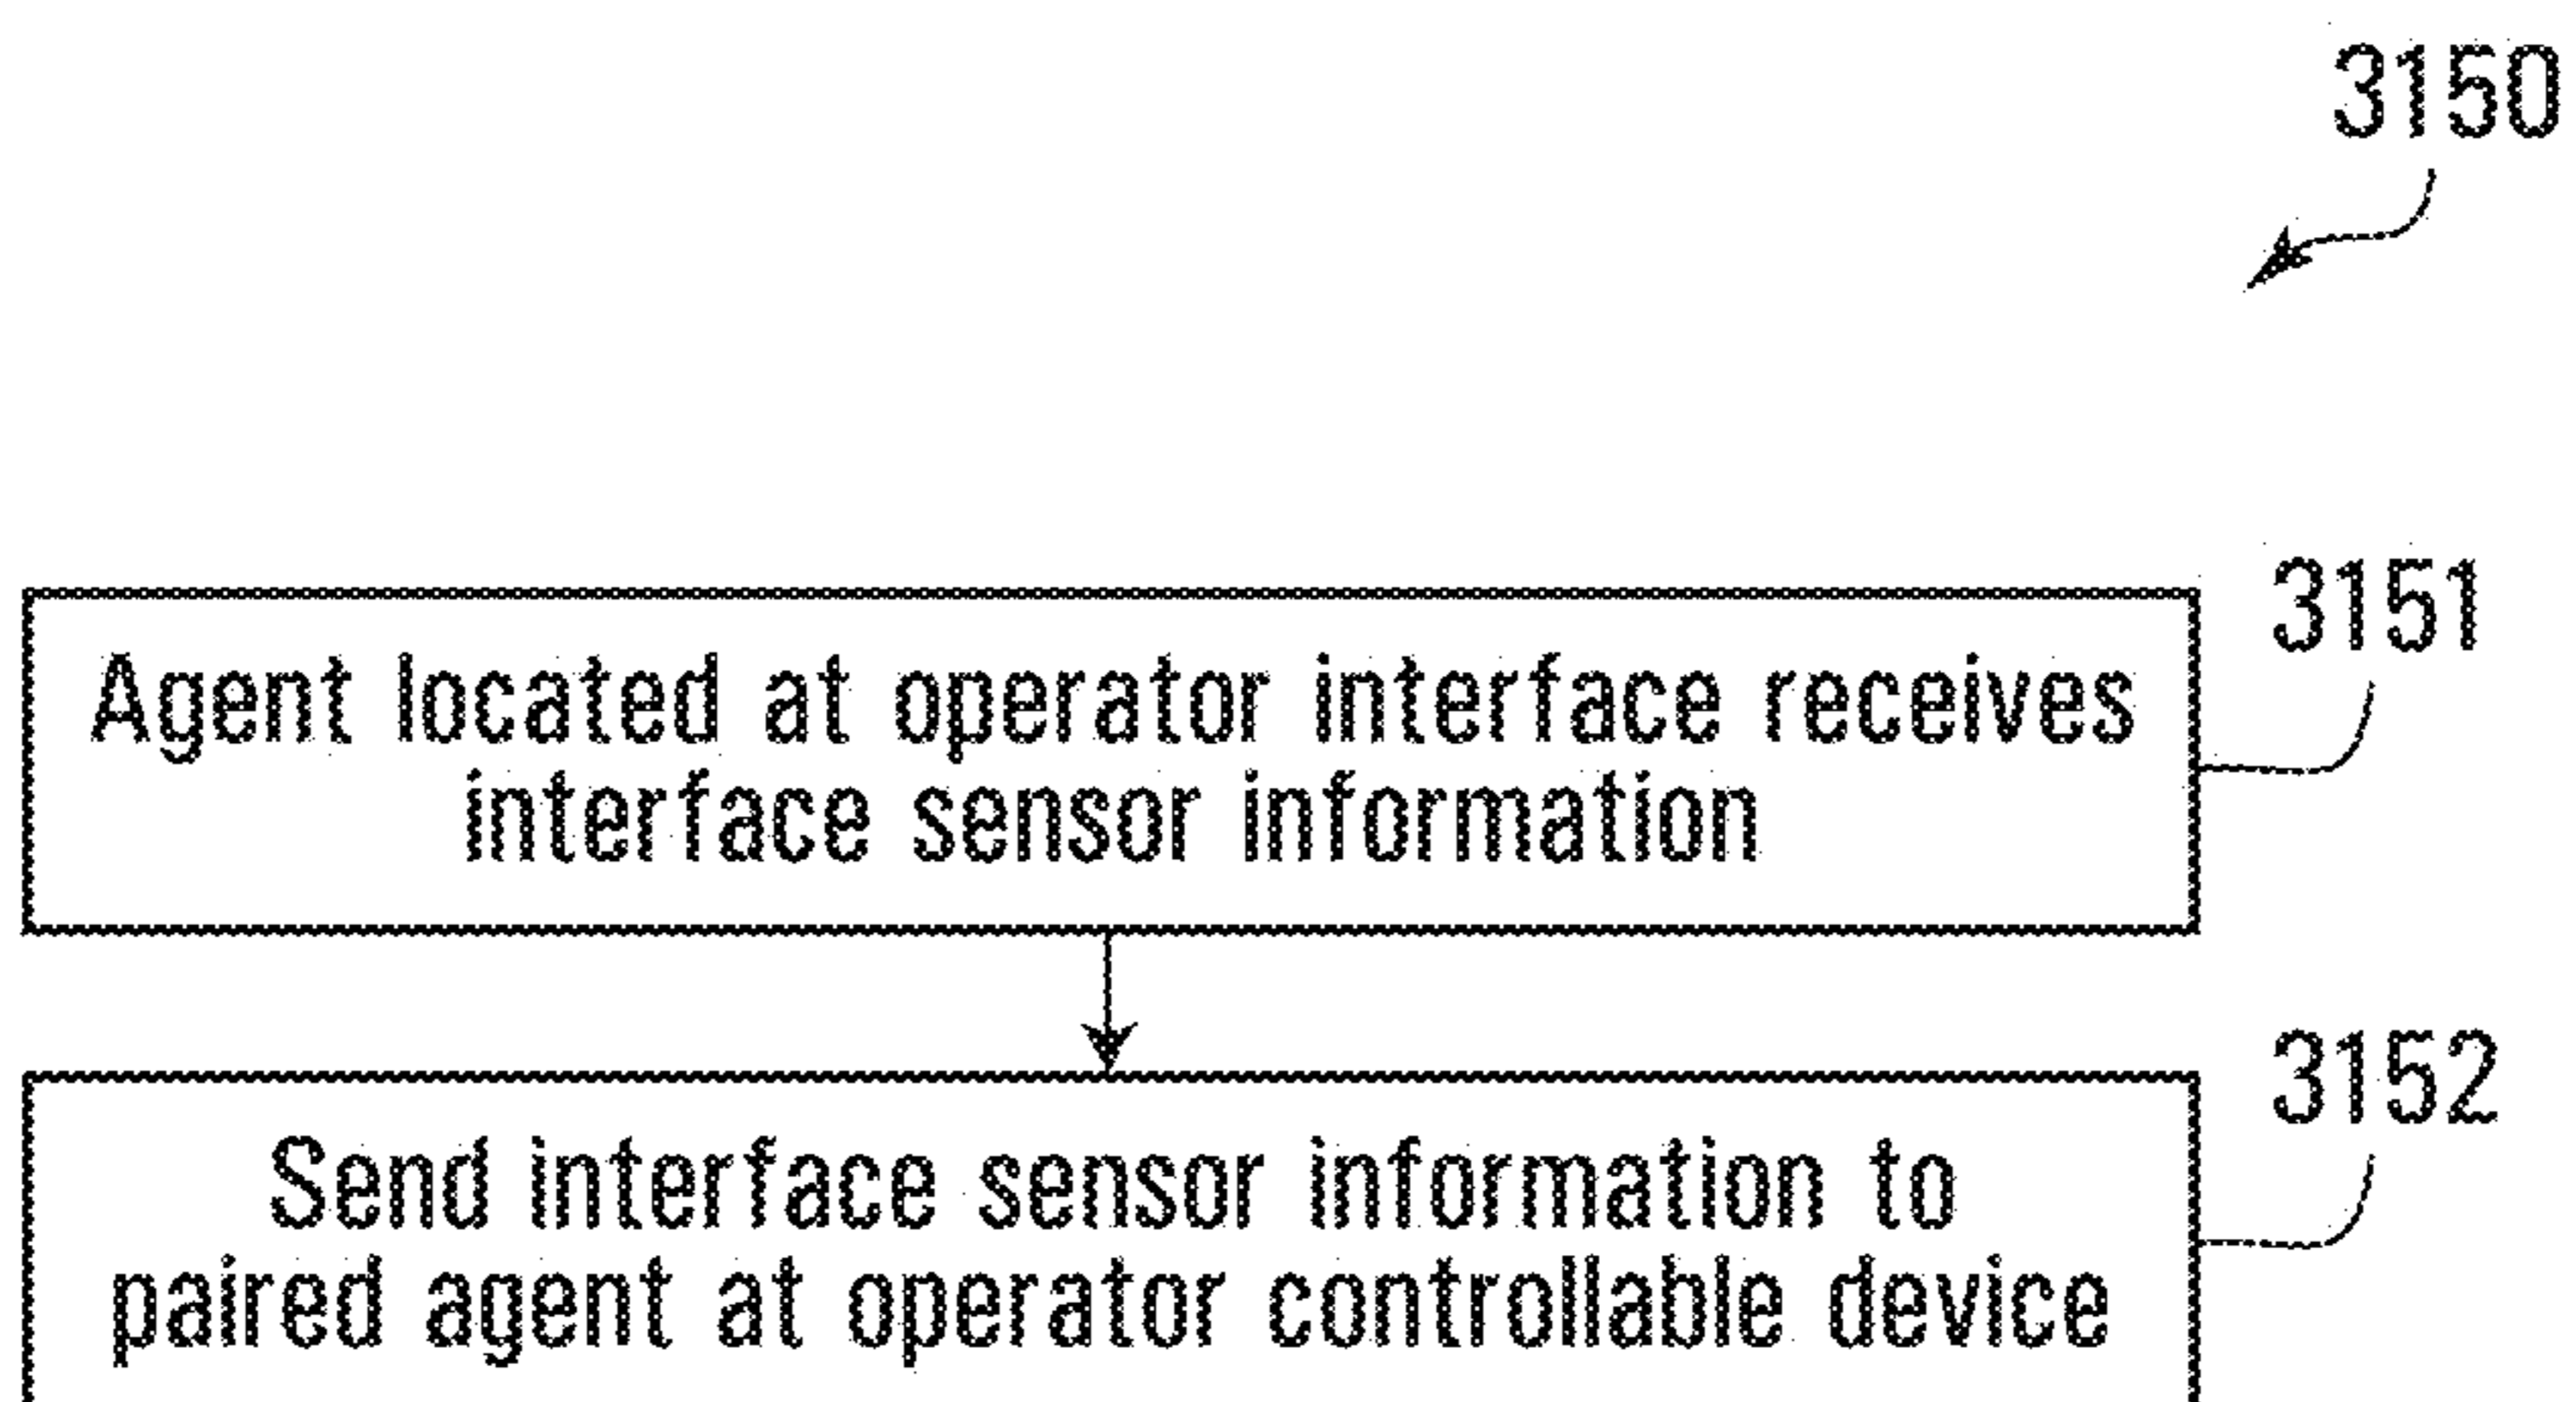 3150
3151
Agent located at operator interface receives
interface sensor information
3152
Send interface sensor information to
paired agent at operator controllable device